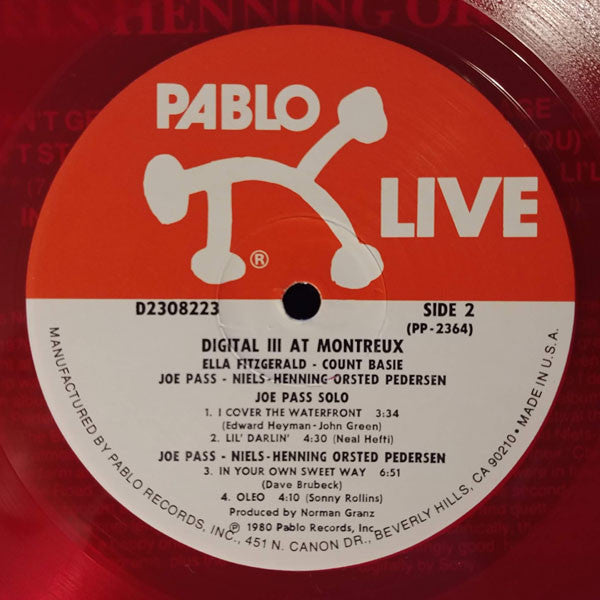 RLS HENNING OR
PABLO
LIVE
®
D2308223
SIDE 2
(PP-2364)
DIGITAL III AT MONTREUX
ELLA FITZGERALD - COUNT BASIE
JOE PASS - NIELS-HENNING ORSTED PEDERSEN
JOE PASS SOLO
1. I COVER THE WATERFRONT 3:34
(Edward Heyman-John Green)
2. LIL' DARLIN' 4:30 (Neal Hefti)
JOE PASS - NIELS-HENNING ORSTED PEDERSEN
3. IN YOUR OWN SWEET WAY 6:51
(Dave Brubeck)
4. OLEO 4:10 (Sonny Rollins)
Produced by Norman Granz
℗ 1980 Pablo Records, Inc.
MANUFACTURED BY PABLO RECORDS, INC., 451 N. CANON DR., BEVERLY HILLS, CA 90210 • MADE IN U.S.A.